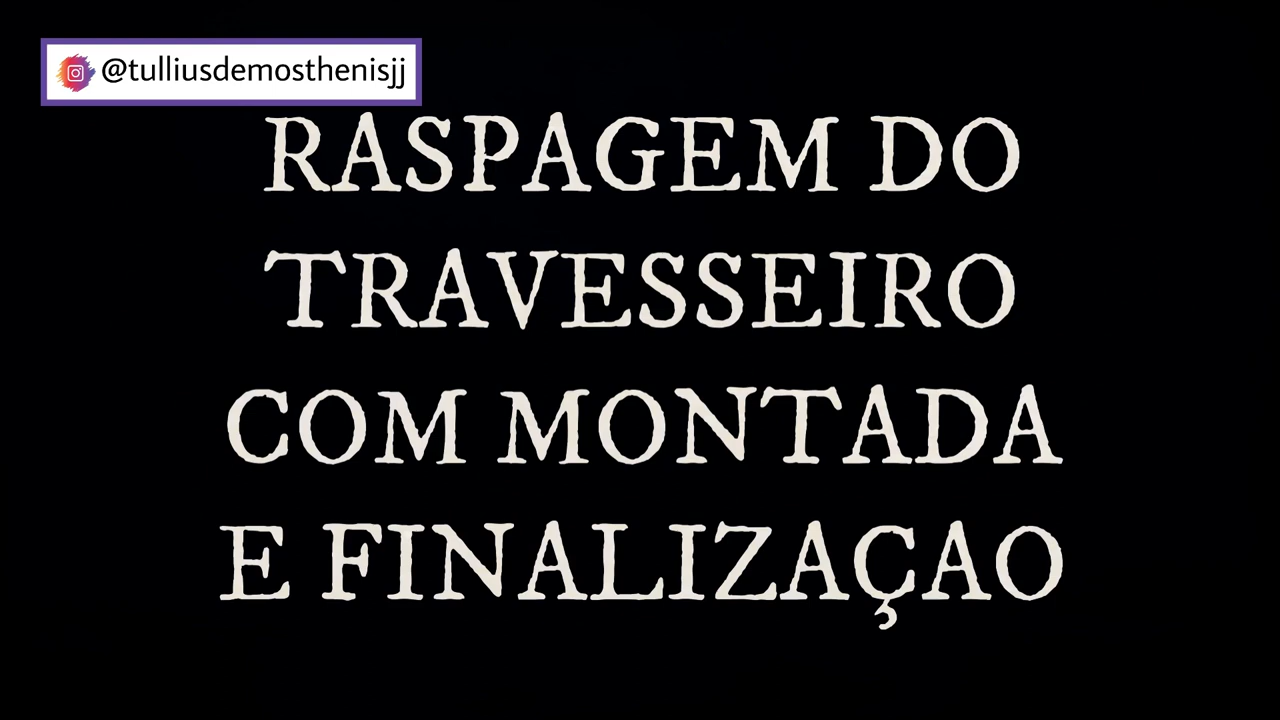 @tulliusdemosthenisjj
RASPAGEM DO
TRAVESSEIRO
COM MONTADA
E FINALIZAÇAO